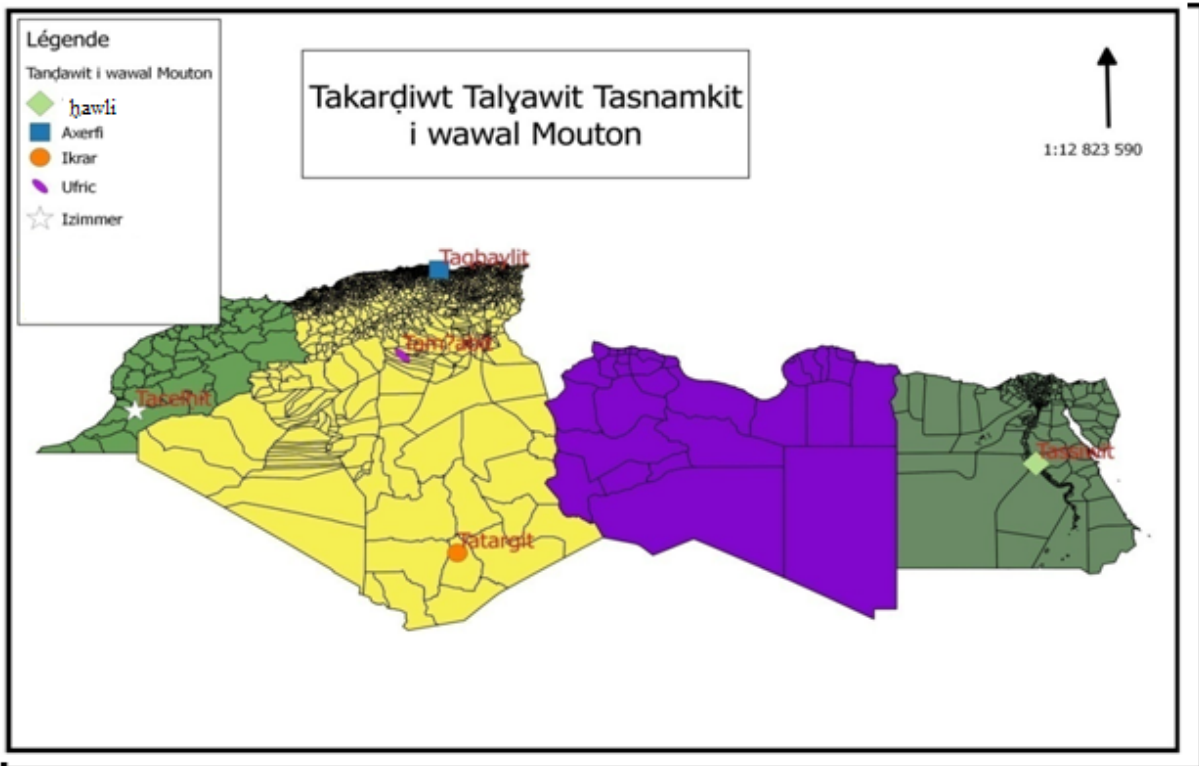 Légende
Tanḍawit i wawal Mouton
ḥawli
Axerfi
Ikrar
Ufric
Izimmer
Takarḍiwt Talɣawit Tasnamkit
i wawal Mouton
1:12 823 590
Taqbaylit
Tacelḥit
Tatargit